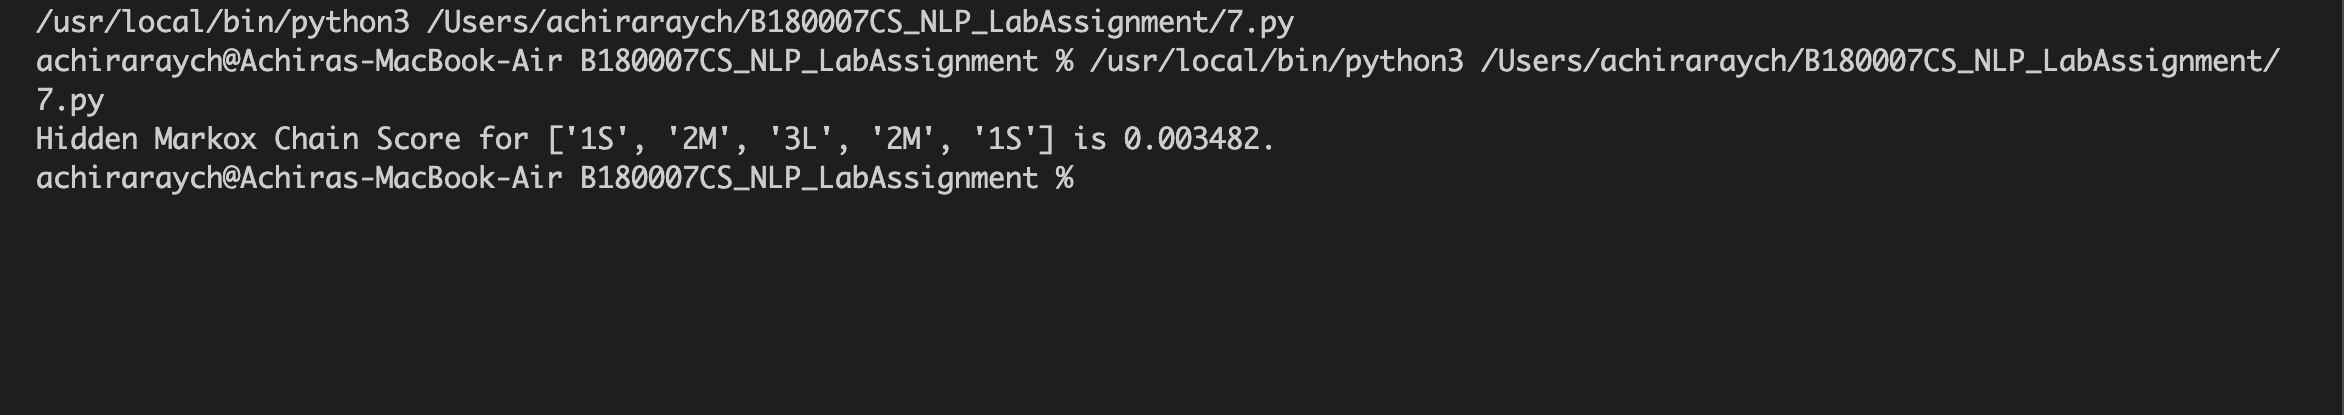 /usr/local/bin/python3 /Users/achiraraych/B180007CS_NLP_LabAssignment/7.py
achiraraych@Achiras-MacBook-Air B180007CS_NLP_LabAssignment % /usr/local/bin/python3 /Users/achiraraych/B180007CS_NLP_LabAssignment/
7.py
Hidden Markox Chain Score for ['1S', '2M', '3L', '2M', '1S'] is 0.003482.
achiraraych@Achiras-MacBook-Air B180007CS_NLP_LabAssignment %